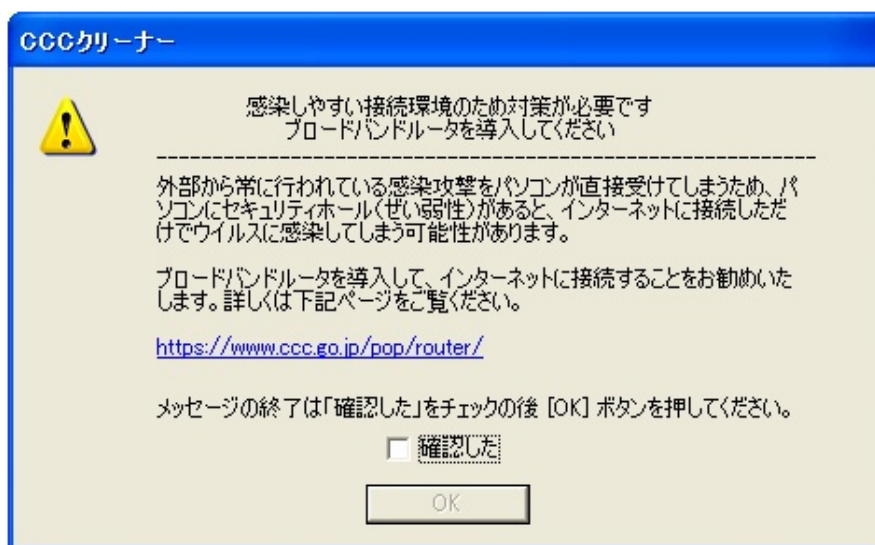 CCCクリーナー
感染しやすい接続環境のため対策が必要です
ブロードバンドルータを導入してください
------------------------------------------------------------
外部から常に行われている感染攻撃をパソコンが直接受けてしまうため、パ
ソコンにセキュリティホール(ぜい弱性)があると、インターネットに接続しただ
けでウイルスに感染してしまう可能性があります。
ブロードバンドルータを導入して、インターネットに接続することをお勧めいた
します。詳しくは下記ページをご覧ください。
https://www.ccc.go.jp/pop/router/
メッセージの終了は「確認した」をチェックの後 [OK] ボタンを押してください。
確認した
OK